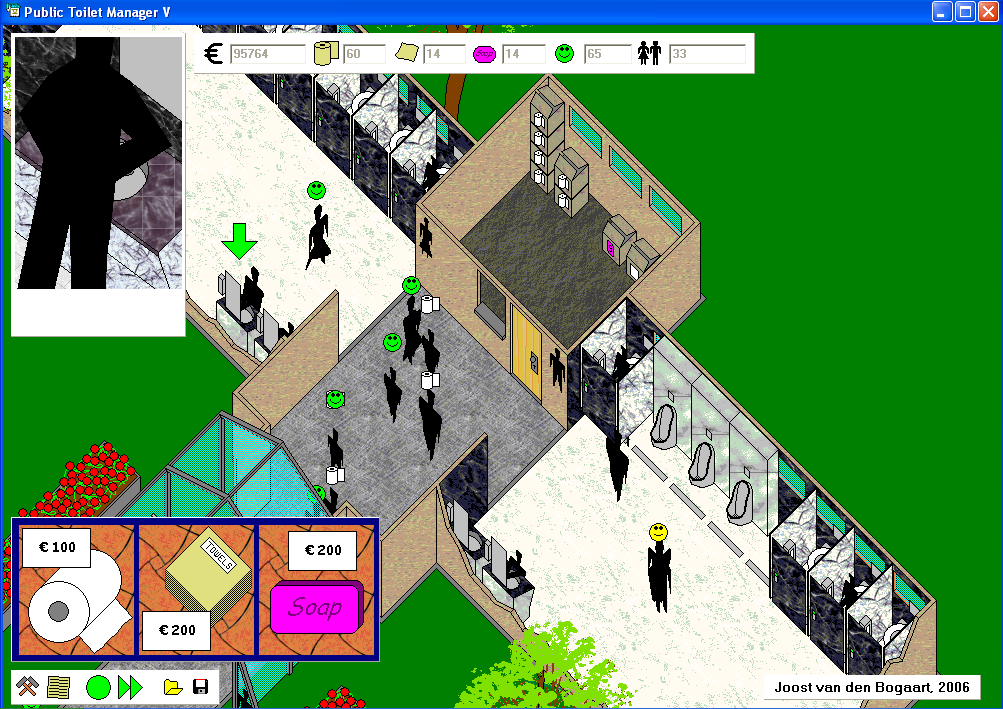 Public Toilet Manager V
€ 95764 60 14 Soap 14 65 33
€ 100
TOWELS
€ 200
€ 200
Soap
Joost van den Bogaart, 2006